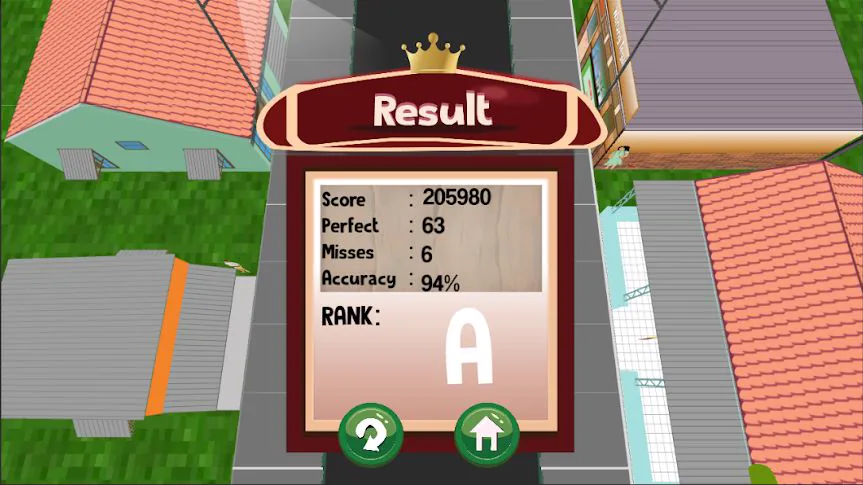 Result
Score : 205980
Perfect : 63
Misses : 6
Accuracy : 94%
RANK:
A